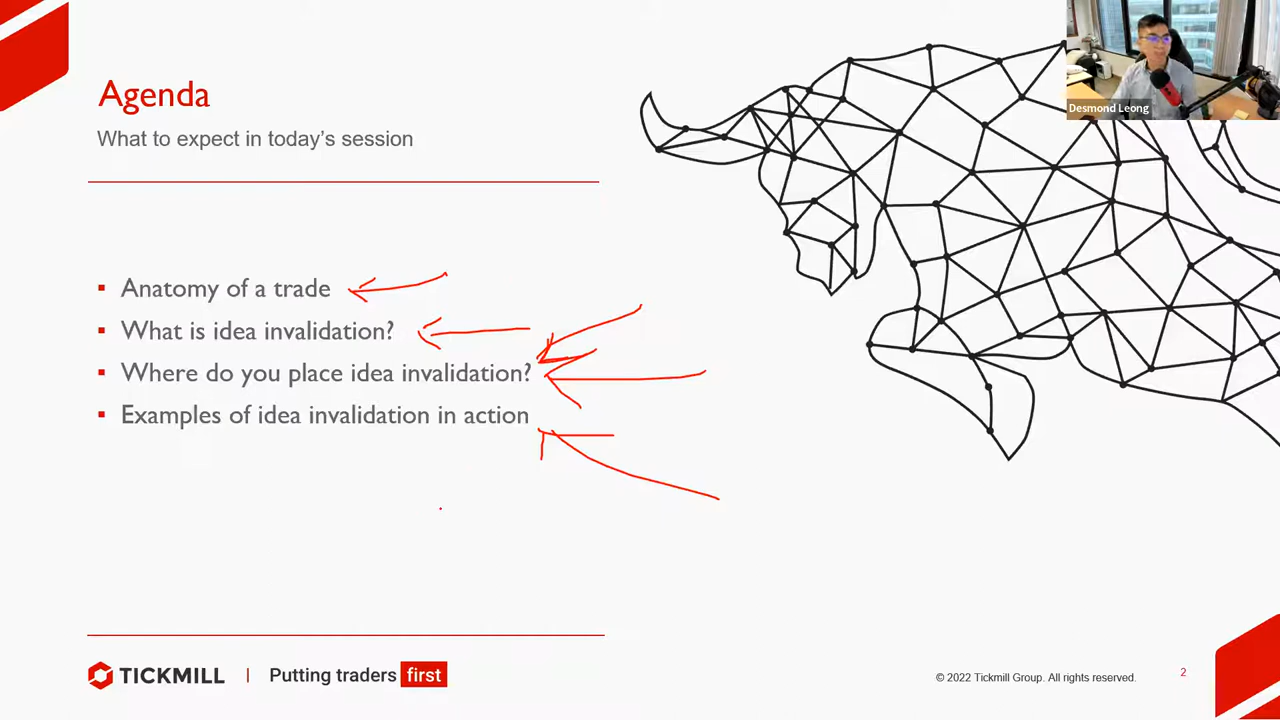 Agenda
What to expect in today's session
Desmond Leong
▪ Anatomy of a trade
▪ What is idea invalidation?
▪ Where do you place idea invalidation?
▪ Examples of idea invalidation in action
TICKMILL | Putting traders first
© 2022 Tickmill Group. All rights reserved.
2